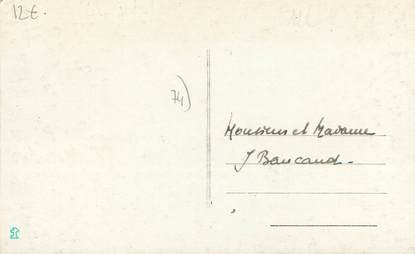 12€.
74)
Monsieur et Madame
J Baucaud.